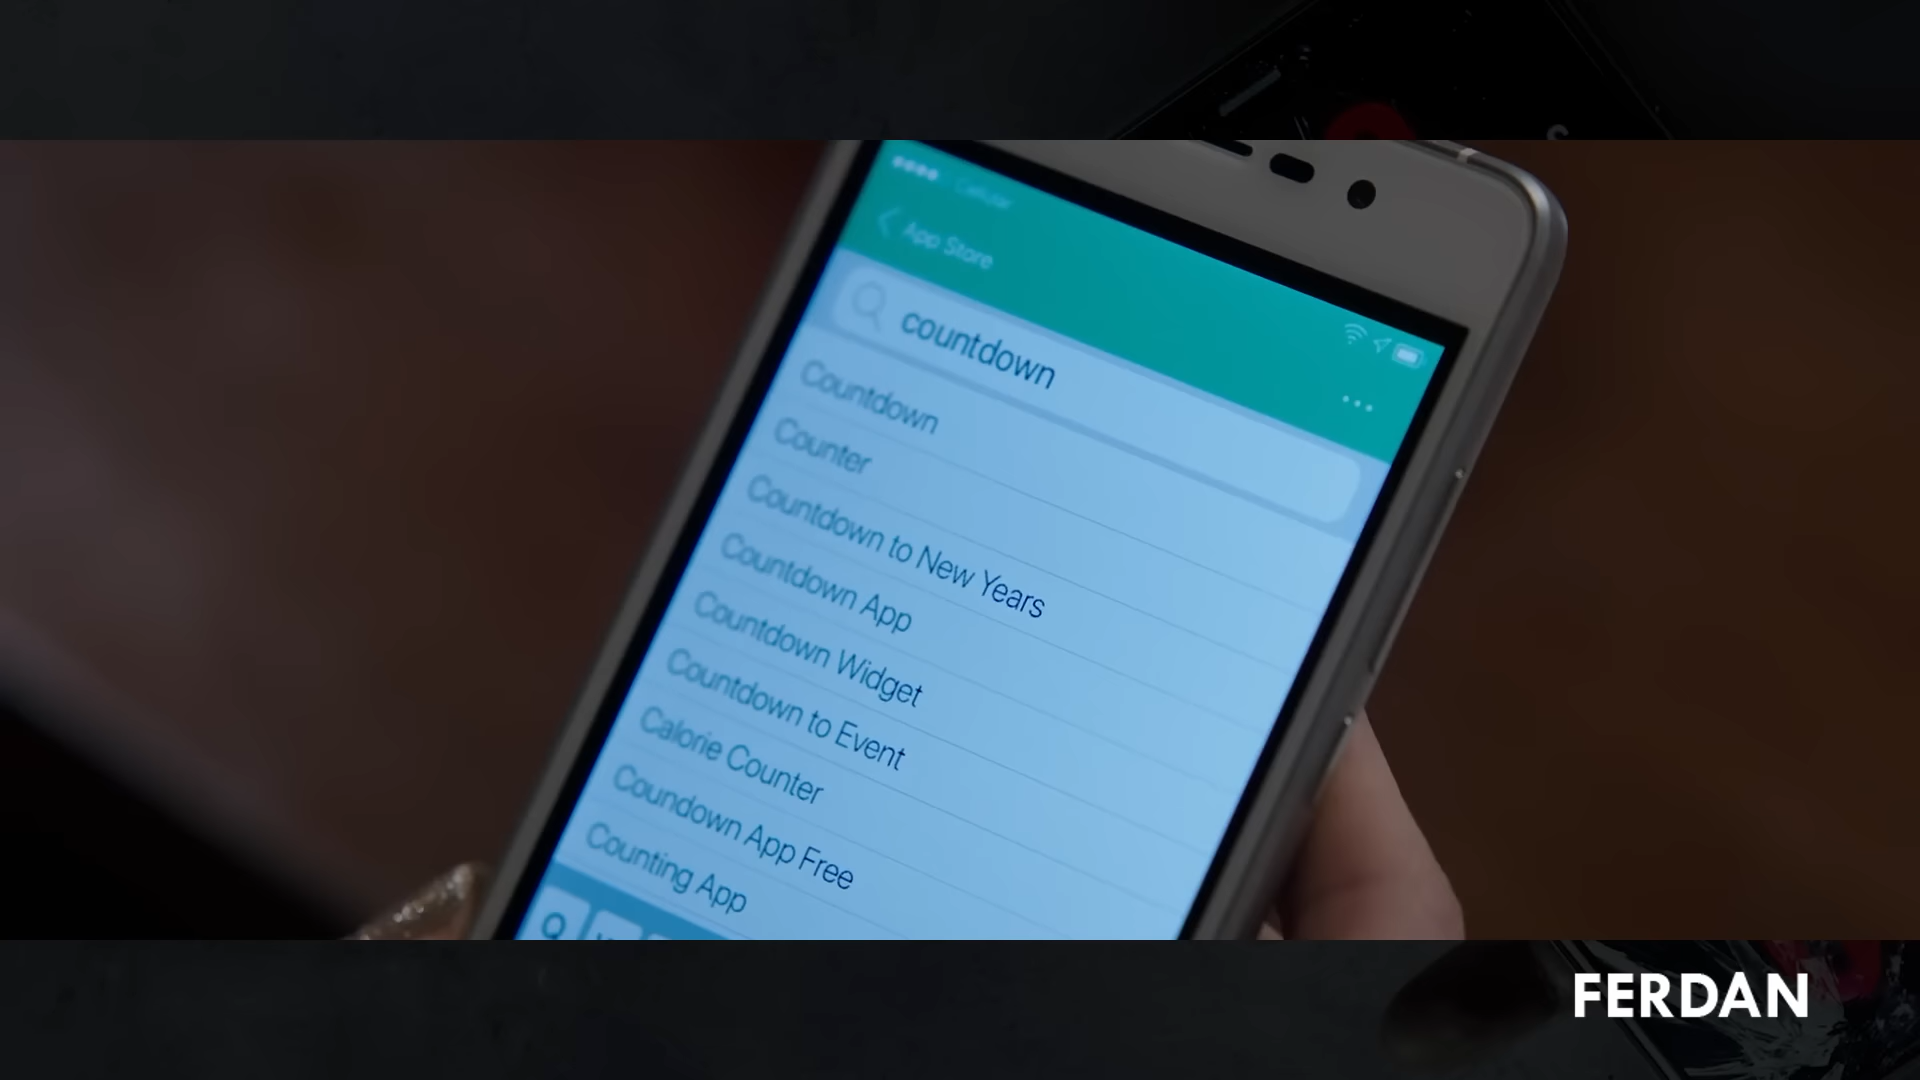 Cellular
App Store
countdown
Countdown
Counter
Countdown to New Years
Countdown App
Countdown Widget
Countdown to Event
Calorie Counter
Coundown App Free
Counting App
Q
FERDAN